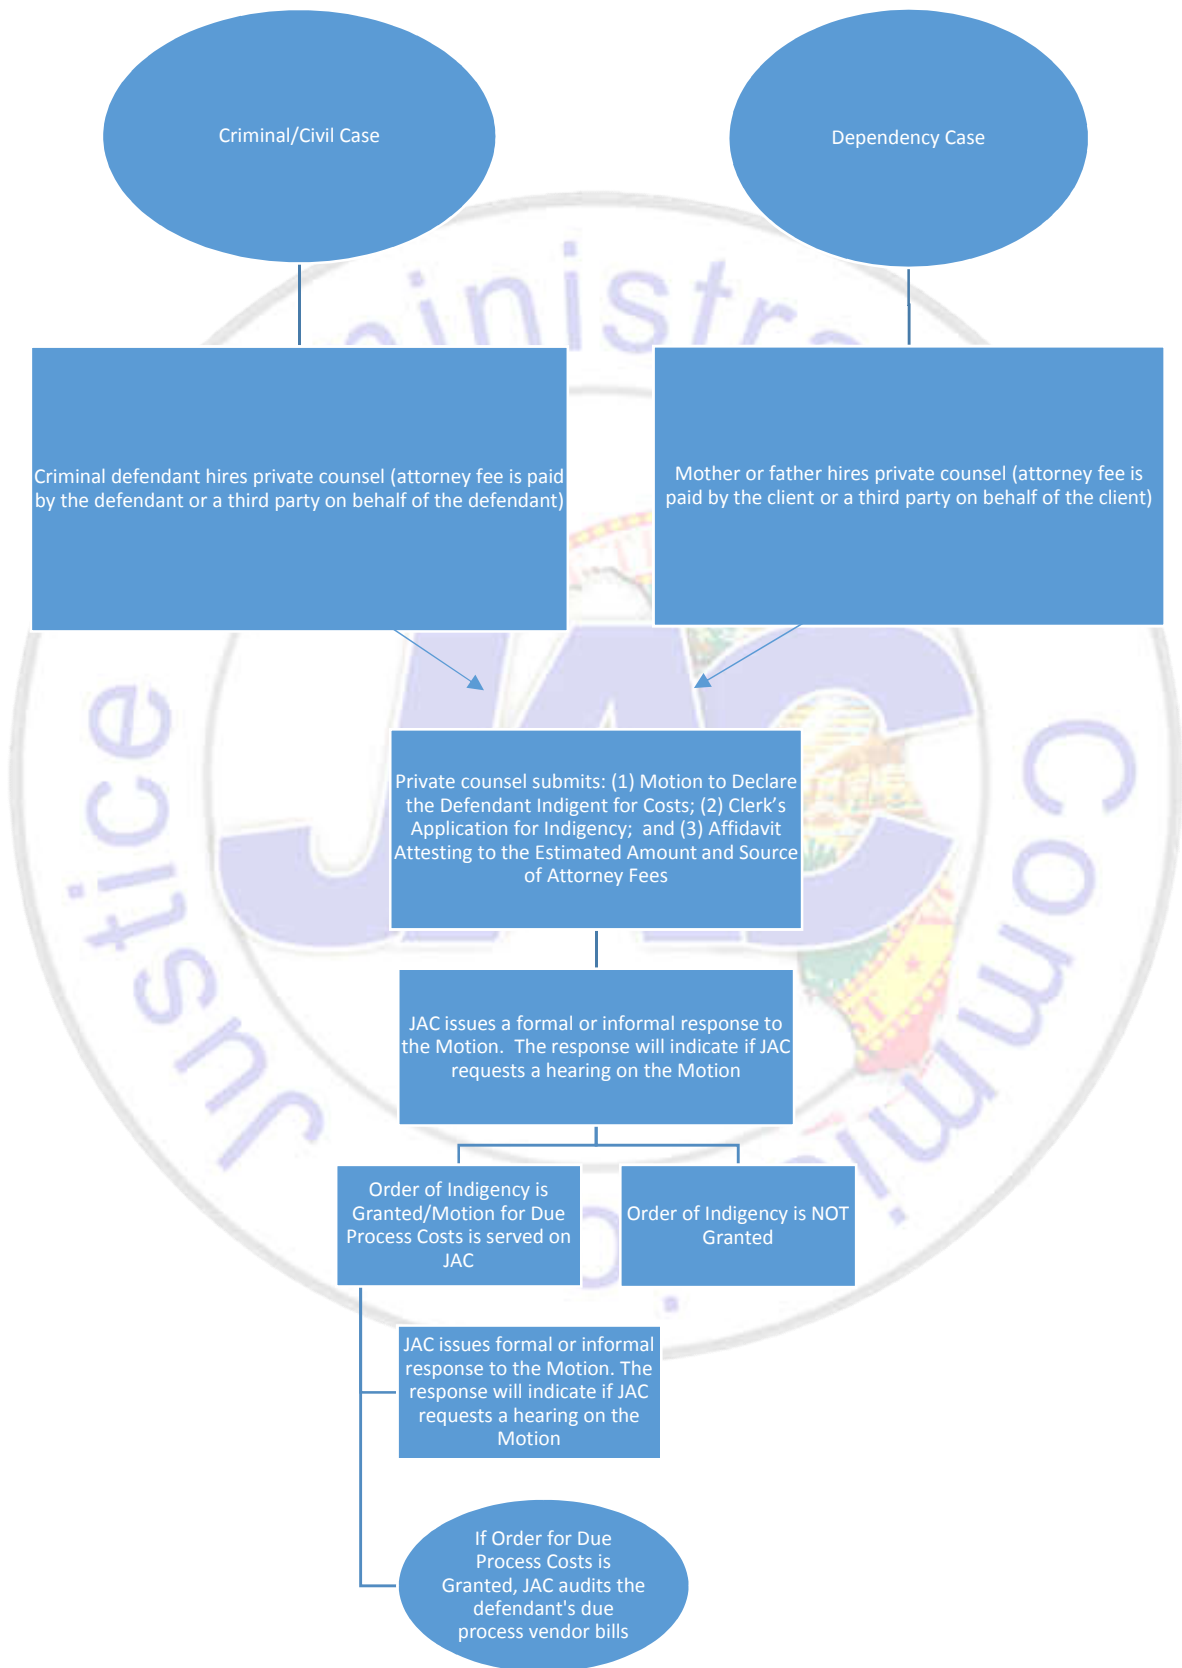 Criminal/Civil Case
Dependency Case
Criminal defendant hires private counsel (attorney fee is paid
by the defendant or a third party on behalf of the defendant)
Mother or father hires private counsel (attorney fee is
paid by the client or a third party on behalf of the client)
Private counsel submits: (1) Motion to Declare
the Defendant Indigent for Costs; (2) Clerk’s
Application for Indigency;  and (3) Affidavit
Attesting to the Estimated Amount and Source
of Attorney Fees
JAC issues a formal or informal response to
the Motion.  The response will indicate if JAC
requests a hearing on the Motion
Order of Indigency is
Granted/Motion for Due
Process Costs is served on
JAC
Order of Indigency is NOT
Granted
JAC issues formal or informal
response to the Motion. The
response will indicate if JAC
requests a hearing on the
Motion
If Order for Due
Process Costs is
Granted, JAC audits the
defendant's due
process vendor bills
Justice
JAC